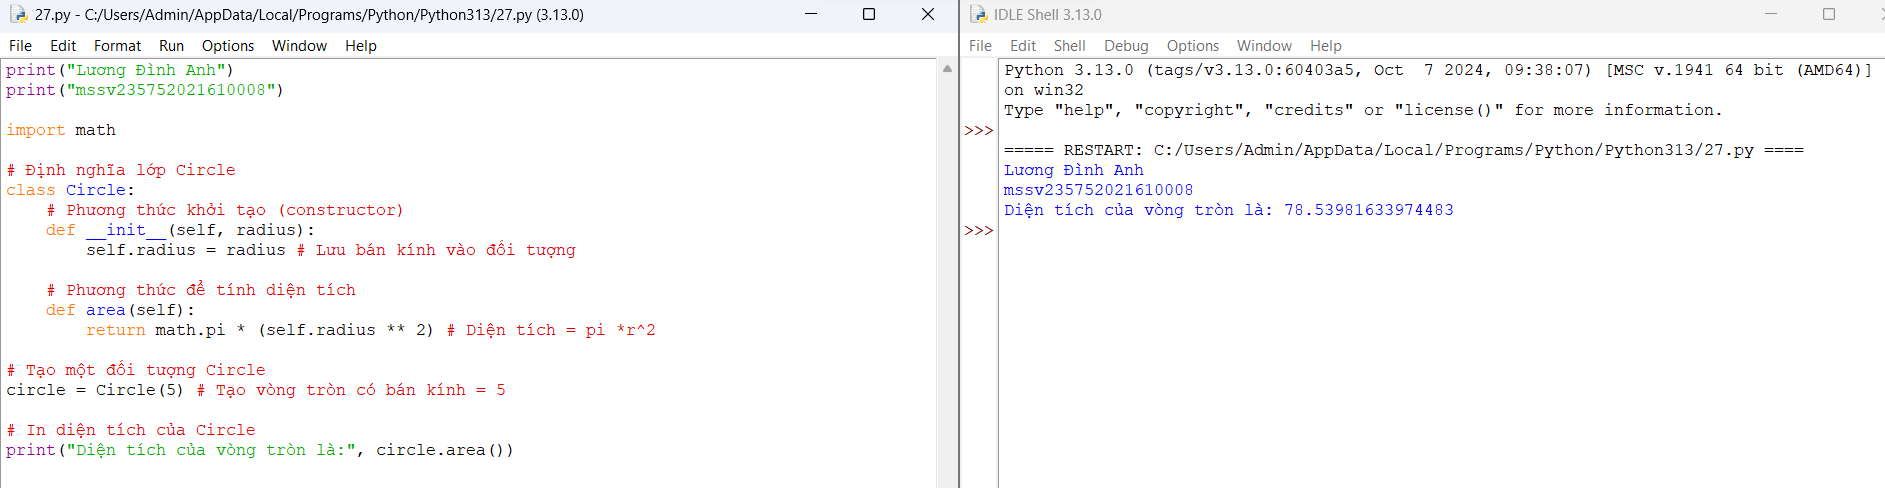 27.py - C:/Users/Admin/AppData/Local/Programs/Python/Python313/27.py (3.13.0)
File Edit Format Run Options Window Help
print("Lương Đình Anh")
print("mssv235752021610008")
import math
# Định nghĩa lớp Circle
class Circle:
    # Phương thức khởi tạo (constructor)
    def __init__(self, radius):
        self.radius = radius # Lưu bán kính vào đối tượng
    # Phương thức để tính diện tích
    def area(self):
        return math.pi * (self.radius ** 2) # Diện tích = pi *r^2
# Tạo một đối tượng Circle
circle = Circle(5) # Tạo vòng tròn có bán kính = 5
# In diện tích của Circle
print("Diện tích của vòng tròn là:", circle.area())
IDLE Shell 3.13.0
File Edit Shell Debug Options Window Help
Python 3.13.0 (tags/v3.13.0:60403a5, Oct  7 2024, 09:38:07) [MSC v.1941 64 bit (AMD64)]
on win32
Type "help", "copyright", "credits" or "license()" for more information.
>>>
===== RESTART: C:/Users/Admin/AppData/Local/Programs/Python/Python313/27.py ====
Lương Đình Anh
mssv235752021610008
Diện tích của vòng tròn là: 78.53981633974483
>>>